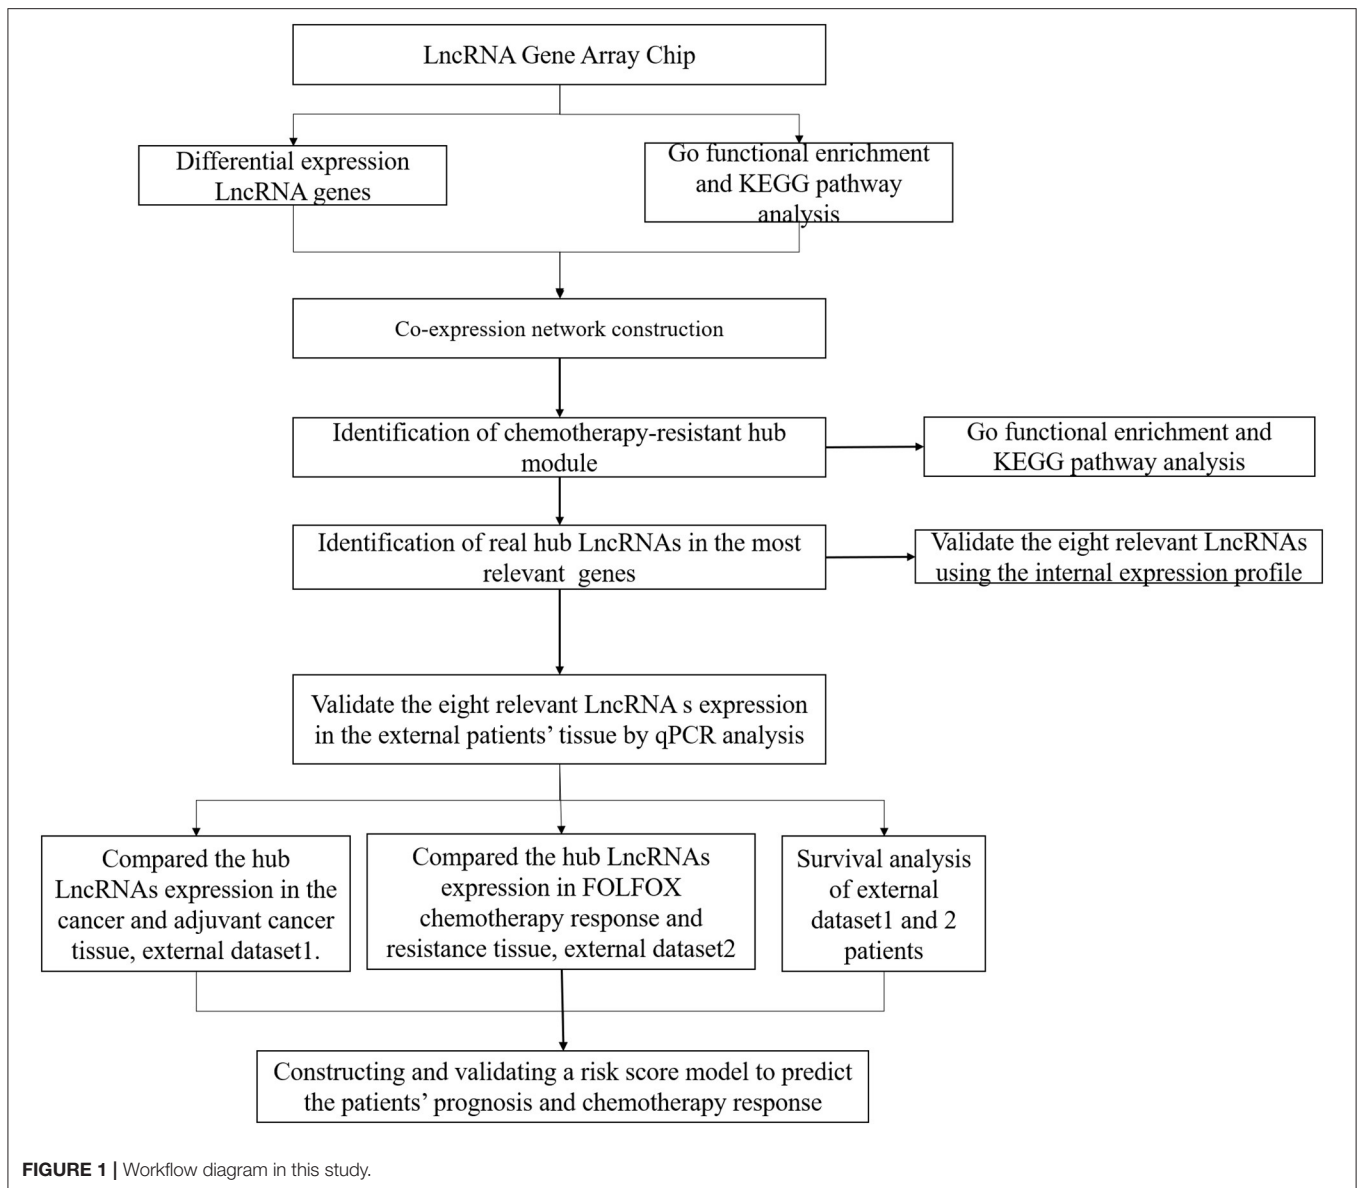 LncRNA Gene Array Chip
Differential expression
LncRNA genes
Go functional enrichment
and KEGG pathway
analysis
Co-expression network construction
Identification of chemotherapy-resistant hub
module
Go functional enrichment and
KEGG pathway analysis
Identification of real hub LncRNAs in the most
relevant genes
Validate the eight relevant LncRNAs
using the internal expression profile
Validate the eight relevant LncRNA s expression
in the external patients’ tissue by qPCR analysis
Compared the hub
LncRNAs expression in the
cancer and adjuvant cancer
tissue, external dataset1.
Compared the hub LncRNAs
expression in FOLFOX
chemotherapy response and
resistance tissue, external dataset2
Survival analysis
of external
dataset1 and 2
patients
Constructing and validating a risk score model to predict
the patients’ prognosis and chemotherapy response
FIGURE 1 | Workflow diagram in this study.